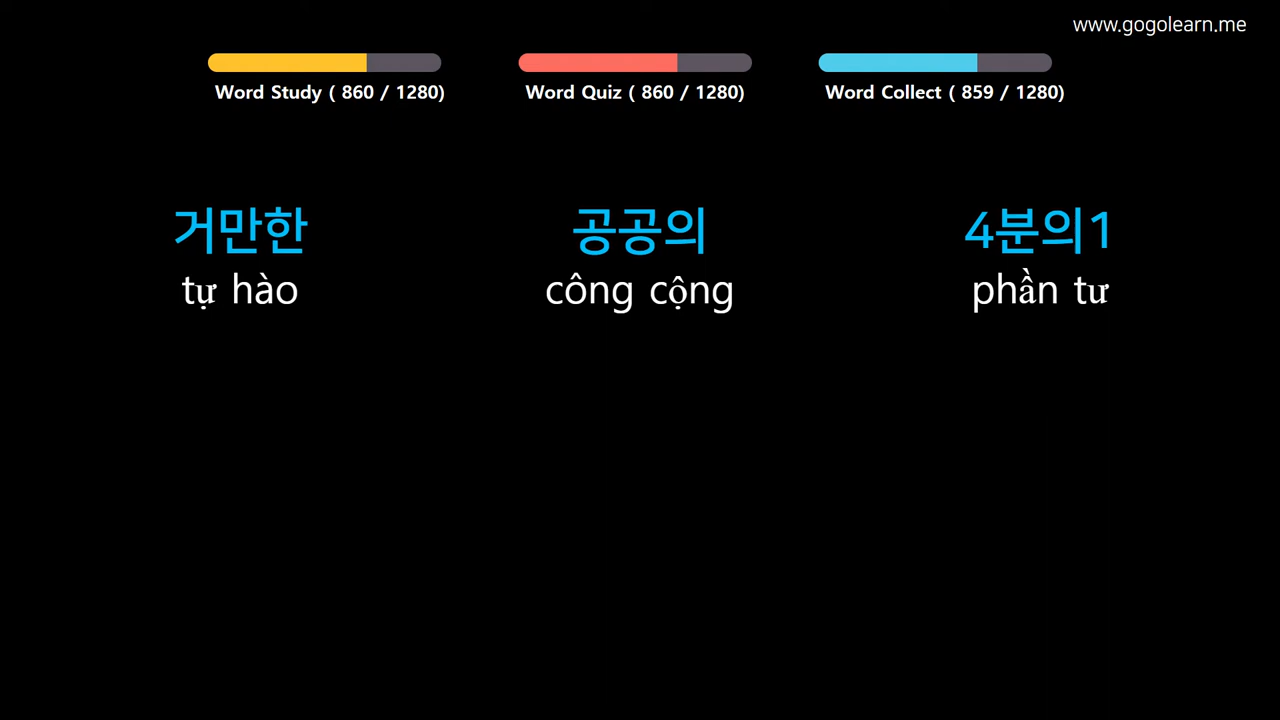 www.gogolearn.me
Word Study ( 860 / 1280)
Word Quiz ( 860 / 1280)
Word Collect ( 859 / 1280)
거만한
공공의
4분의1
tự hào
công cộng
phần tư